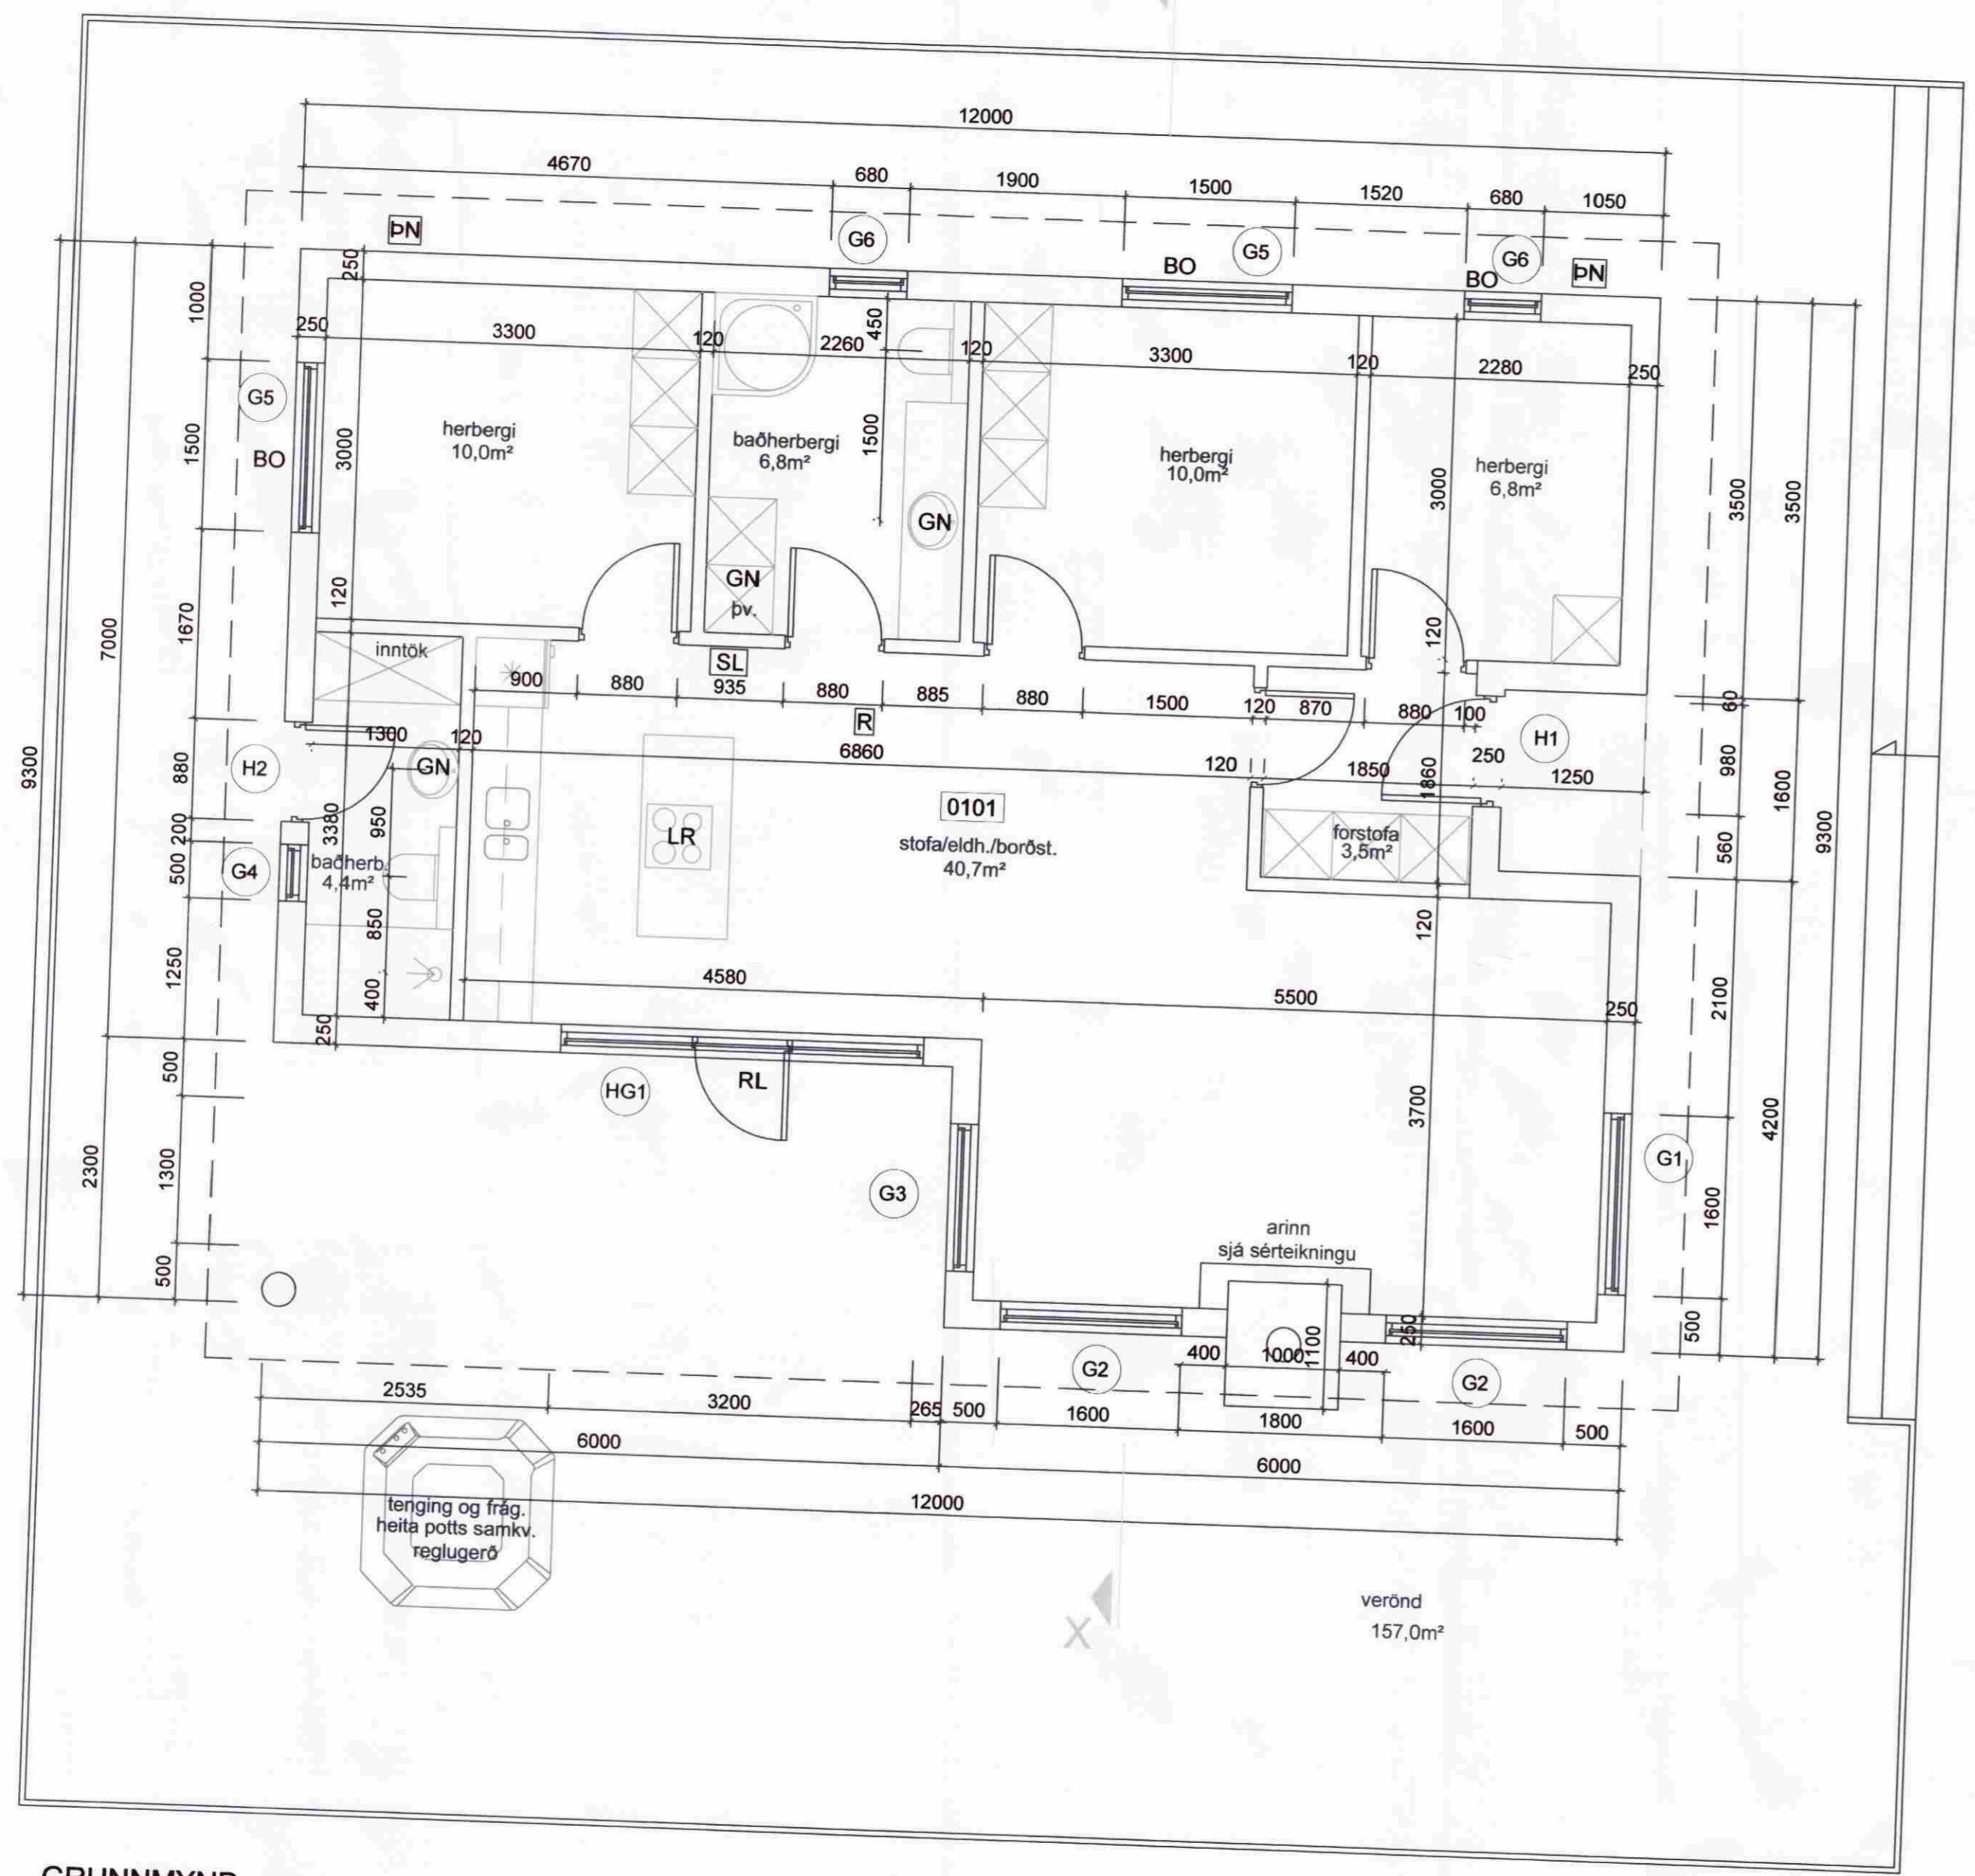 12000
4670
680
1900
1500
1520
680
1050
ÞN
G6
BO
G5
BO
G6
ÞN
250
1000
250
3300
120
2260
450
120
3300
120
2280
250
G5
BO
1500
3000
herbergi
10,0m²
baðherbergi
6,8m²
1500
herbergi
10,0m²
herbergi
6,8m²
3000
3500
3500
GN
GN
þv.
120
120
7000
1670
inntök
SL
900
880
935
880
885
880
1500
120
870
880
100
60
R
H1
1300
120
6860
120
1850
1860
250
1250
980
1600
9300
H2
880
GN
3380
950
0101
200
500
G4
baðherb.
4,4m²
LR
stofa/eldh./borðst.
40,7m²
forstofa
3,5m²
560
9300
850
120
1250
400
4580
5500
250
2100
250
500
HG1
RL
3700
4200
2300
1300
G3
G1
1600
arinn
sjá sérteikningu
500
250
500
400
1000
1100
400
G2
G2
2535
3200
265
500
1600
1800
1600
500
6000
6000
12000
tenging og frág.
heita potts samkv.
reglugerð
verönd
157,0m²
X
GRUNNMYND